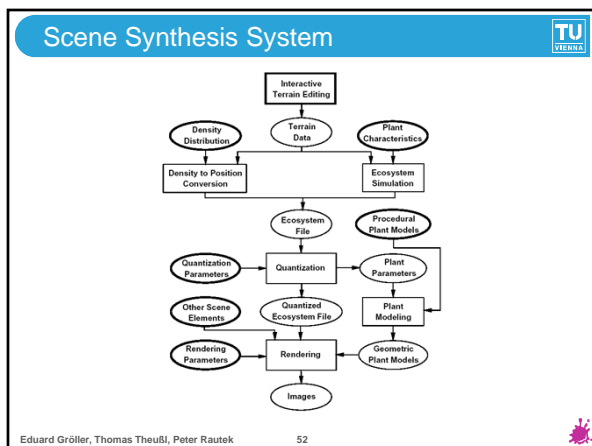 Scene Synthesis System
TU
VIENNA
Interactive
Terrain Editing
Density
Distribution
Terrain
Data
Plant
Characteristics
Density to Position
Conversion
Ecosystem
Simulation
Ecosystem
File
Procedural
Plant Models
Quantization
Parameters
Quantization
Plant
Parameters
Other Scene
Elements
Quantized
Ecosystem File
Plant
Modeling
Rendering
Parameters
Rendering
Geometric
Plant Models
Images
Eduard Gröller, Thomas Theußl, Peter Rautek 52